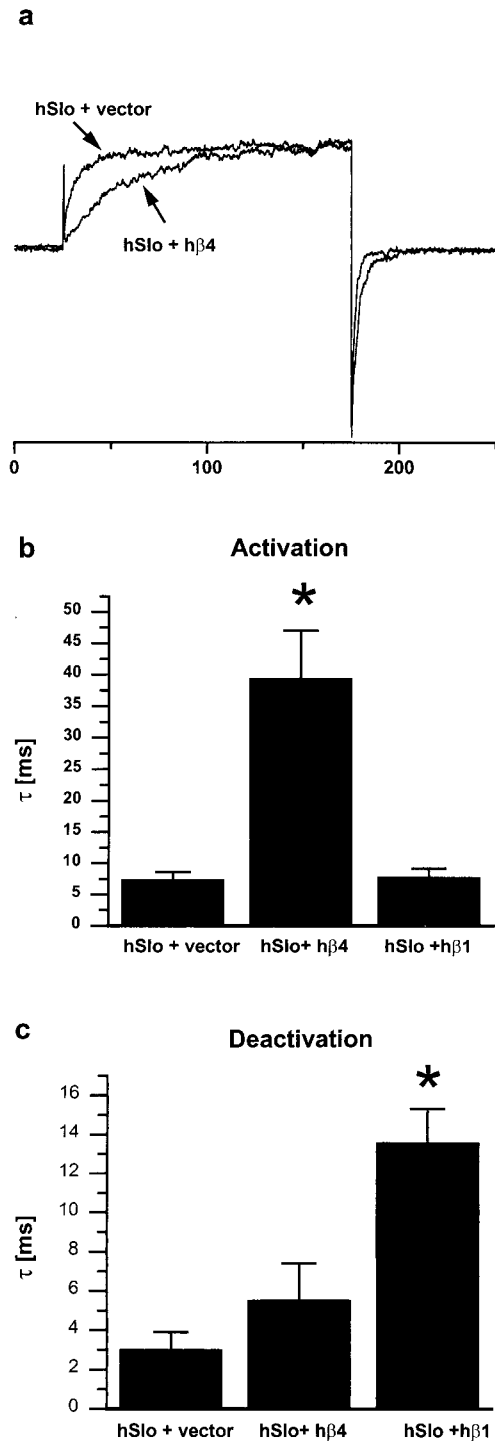 a
hSlo + vector
hSlo + hβ4
0 100 200
b
Activation
*
50
45
40
35
30
25
20
15
10
5
0
τ [ms]
hSlo + vector hSlo+ hβ4 hSlo +hβ1
c
Deactivation
*
16
14
12
10
8
6
4
2
0
τ [ms]
hSlo + vector hSlo+ hβ4 hSlo +hβ1